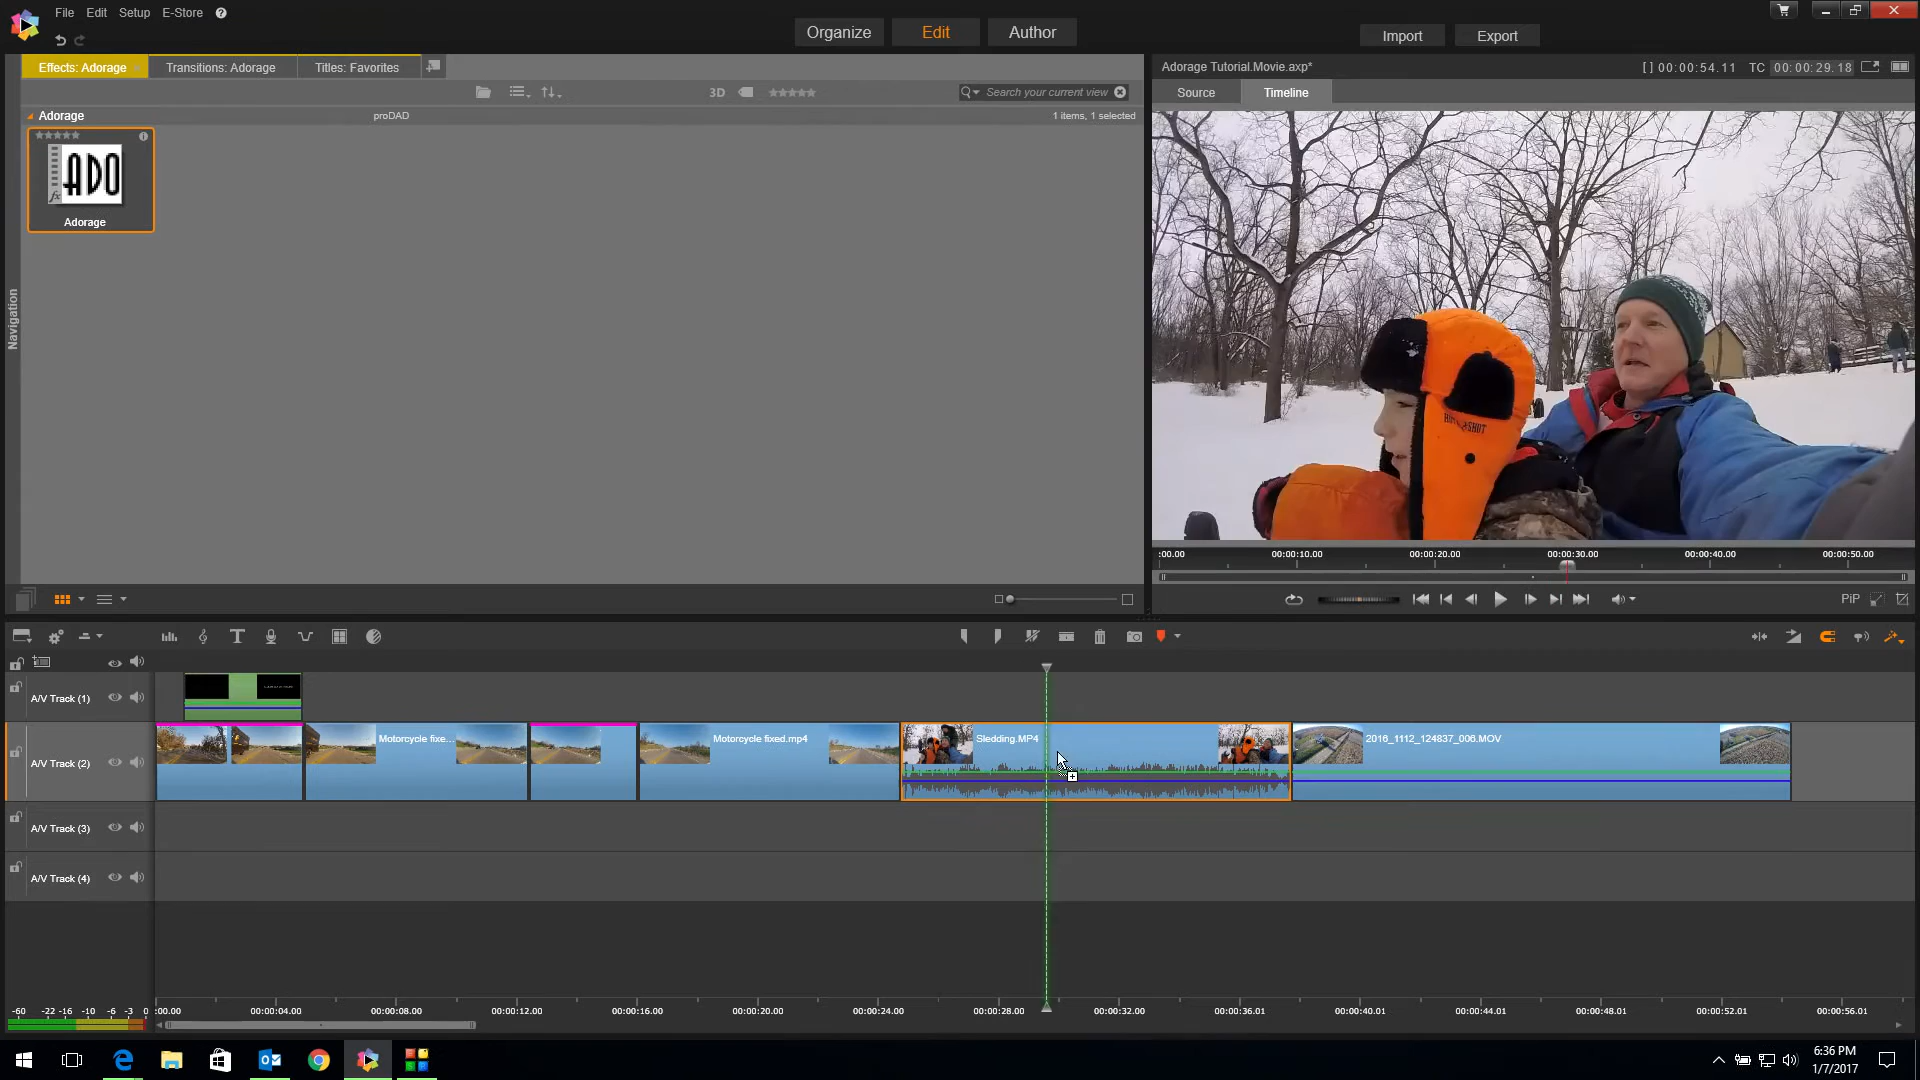 File Edit Setup E-Store
Organize Edit Author
Import Export
Effects: Adorage Transitions: Adorage Titles: Favorites
Adorage Tutorial.Movie.axp* [ ] 00:00:54.11 TC 00:00:29.18
3D Search your current view
Source Timeline
Adorage proDAD 1 items, 1 selected
ADO
fx
Adorage
Navigation
:00.00 00:00:10.00 00:00:20.00 00:00:30.00 00:00:40.00 00:00:50.00
PiP
A/V Track (1)
A/V Track (2) Motorcycle fixe... Motorcycle fixed.mp4 Sledding.MP4 2016_1112_124837_006.MOV
A/V Track (3)
A/V Track (4)
-60 -22 -16 -10 -6 -3 0
:00.00 00:00:04.00 00:00:08.00 00:00:12.00 00:00:16.00 00:00:20.00 00:00:24.00 00:00:28.00 00:00:32.00 00:00:36.01 00:00:40.01 00:00:44.01 00:00:48.01 00:00:52.01 00:00:56.01
6:36 PM
1/7/2017